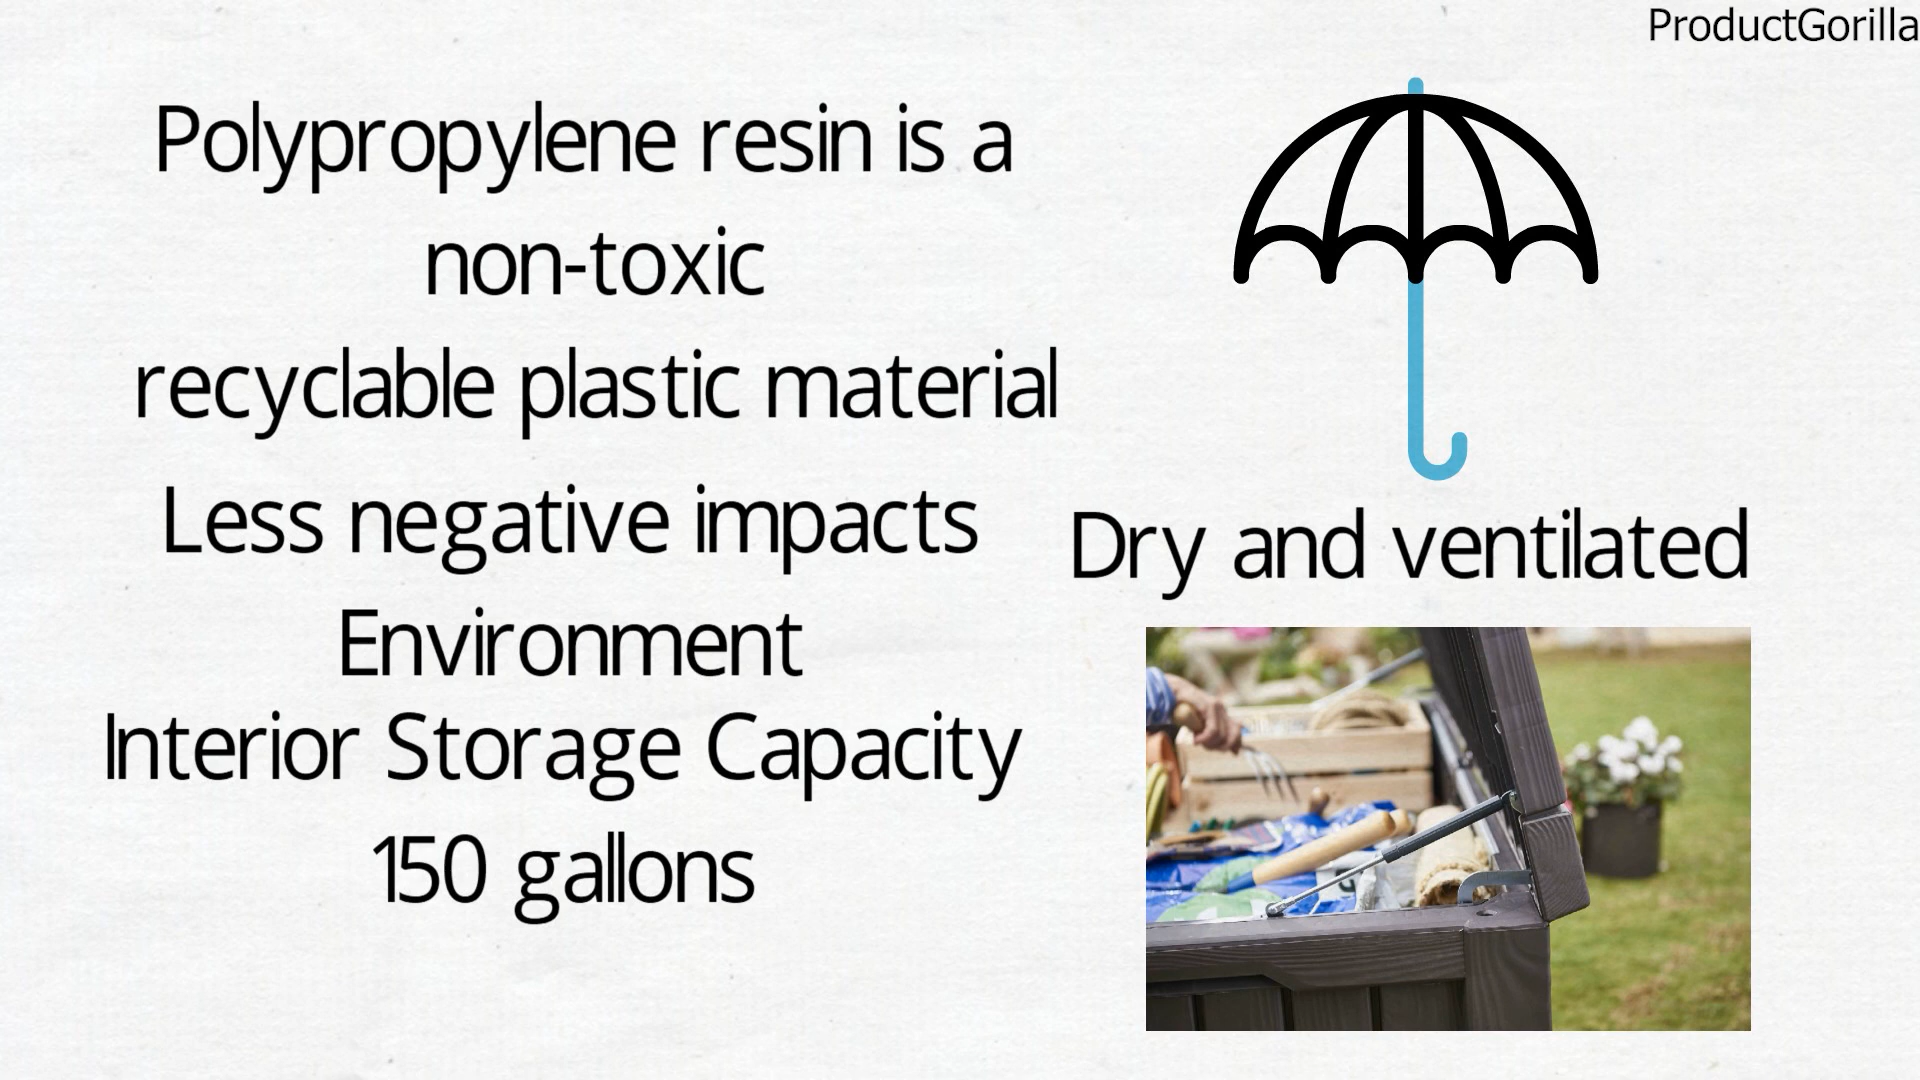 ProductGorilla
Polypropylene resin is a
non-toxic
recyclable plastic material
Less negative impacts
Environment
Interior Storage Capacity
150 gallons
Dry and ventilated